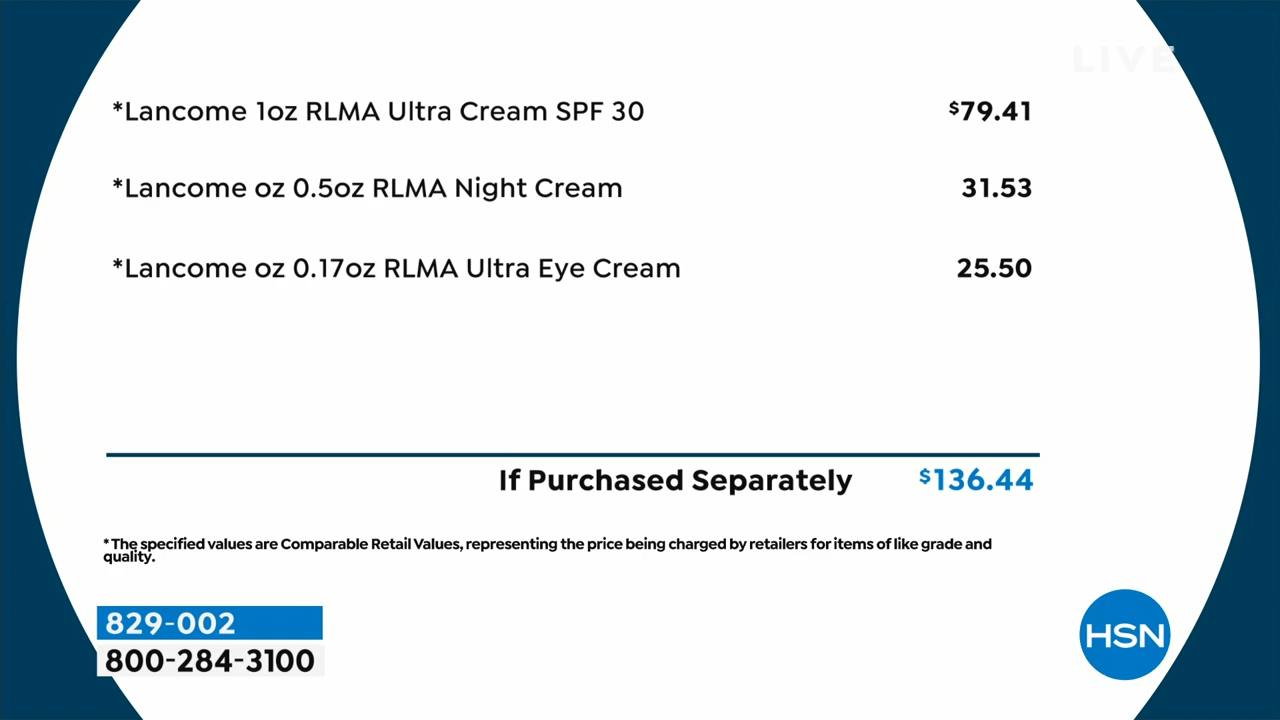 LIVE
*Lancome 1oz RLMA Ultra Cream SPF 30 $79.41
*Lancome oz 0.5oz RLMA Night Cream 31.53
*Lancome oz 0.17oz RLMA Ultra Eye Cream 25.50
If Purchased Separately $136.44
*The specified values are Comparable Retail Values, representing the price being charged by retailers for items of like grade and
quality.
829-002
800-284-3100
HSN